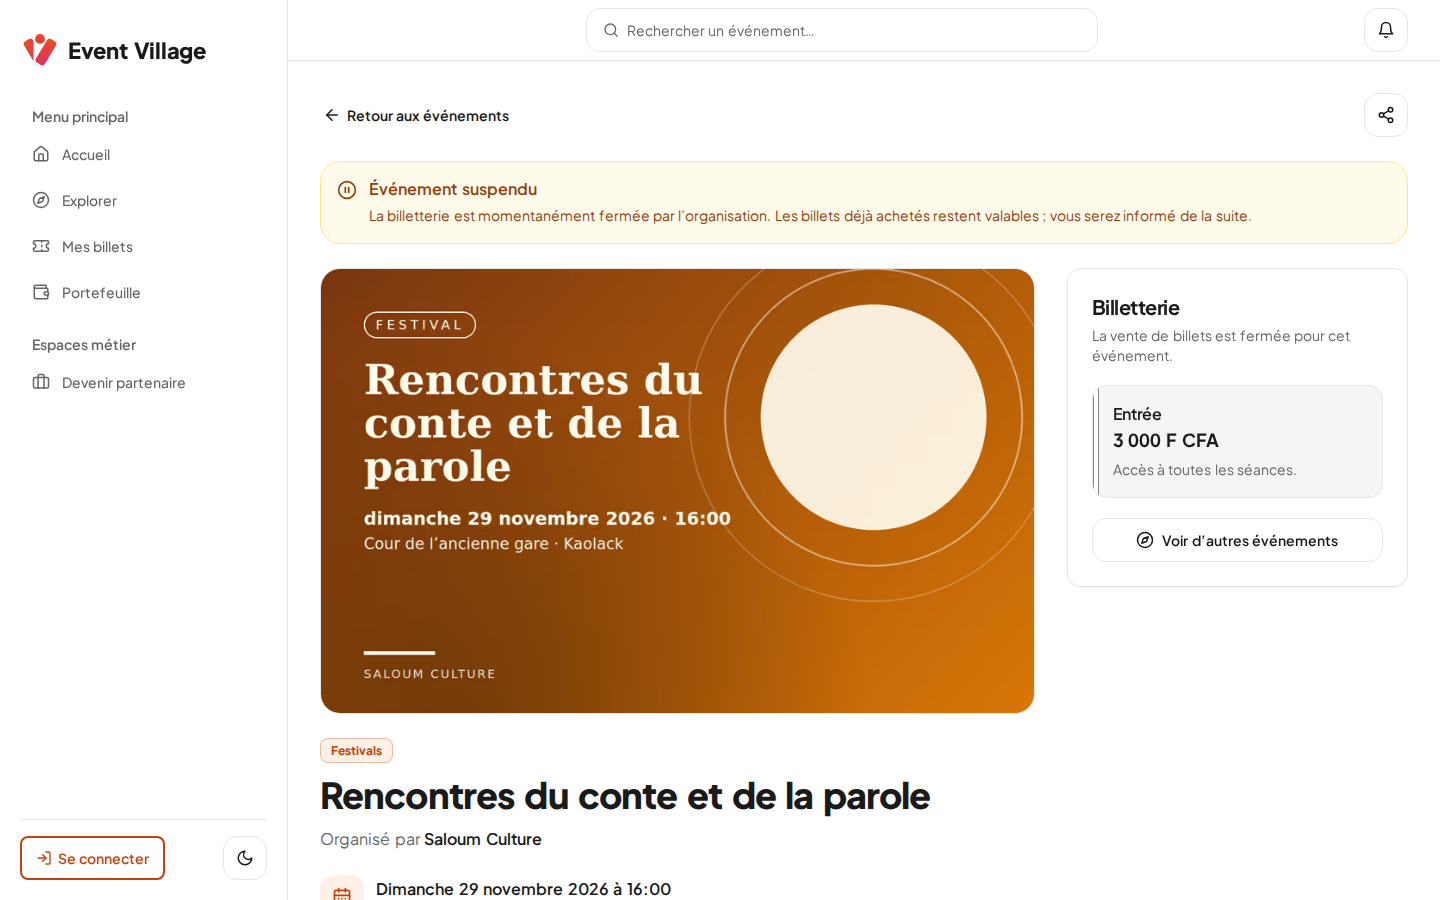 Event Village
Rechercher un événement…
Menu principal
Accueil
Explorer
Mes billets
Portefeuille
Espaces métier
Devenir partenaire
Se connecter
Retour aux événements
Événement suspendu
La billetterie est momentanément fermée par l’organisation. Les billets déjà achetés restent valables ; vous serez informé de la suite.
FESTIVAL
Rencontres du
conte et de la
parole
dimanche 29 novembre 2026 · 16:00
Cour de l’ancienne gare · Kaolack
SALOUM CULTURE
Billetterie
La vente de billets est fermée pour cet
événement.
Entrée
3 000 F CFA
Accès à toutes les séances.
Voir d’autres événements
Festivals
Rencontres du conte et de la parole
Organisé par Saloum Culture
Dimanche 29 novembre 2026 à 16:00